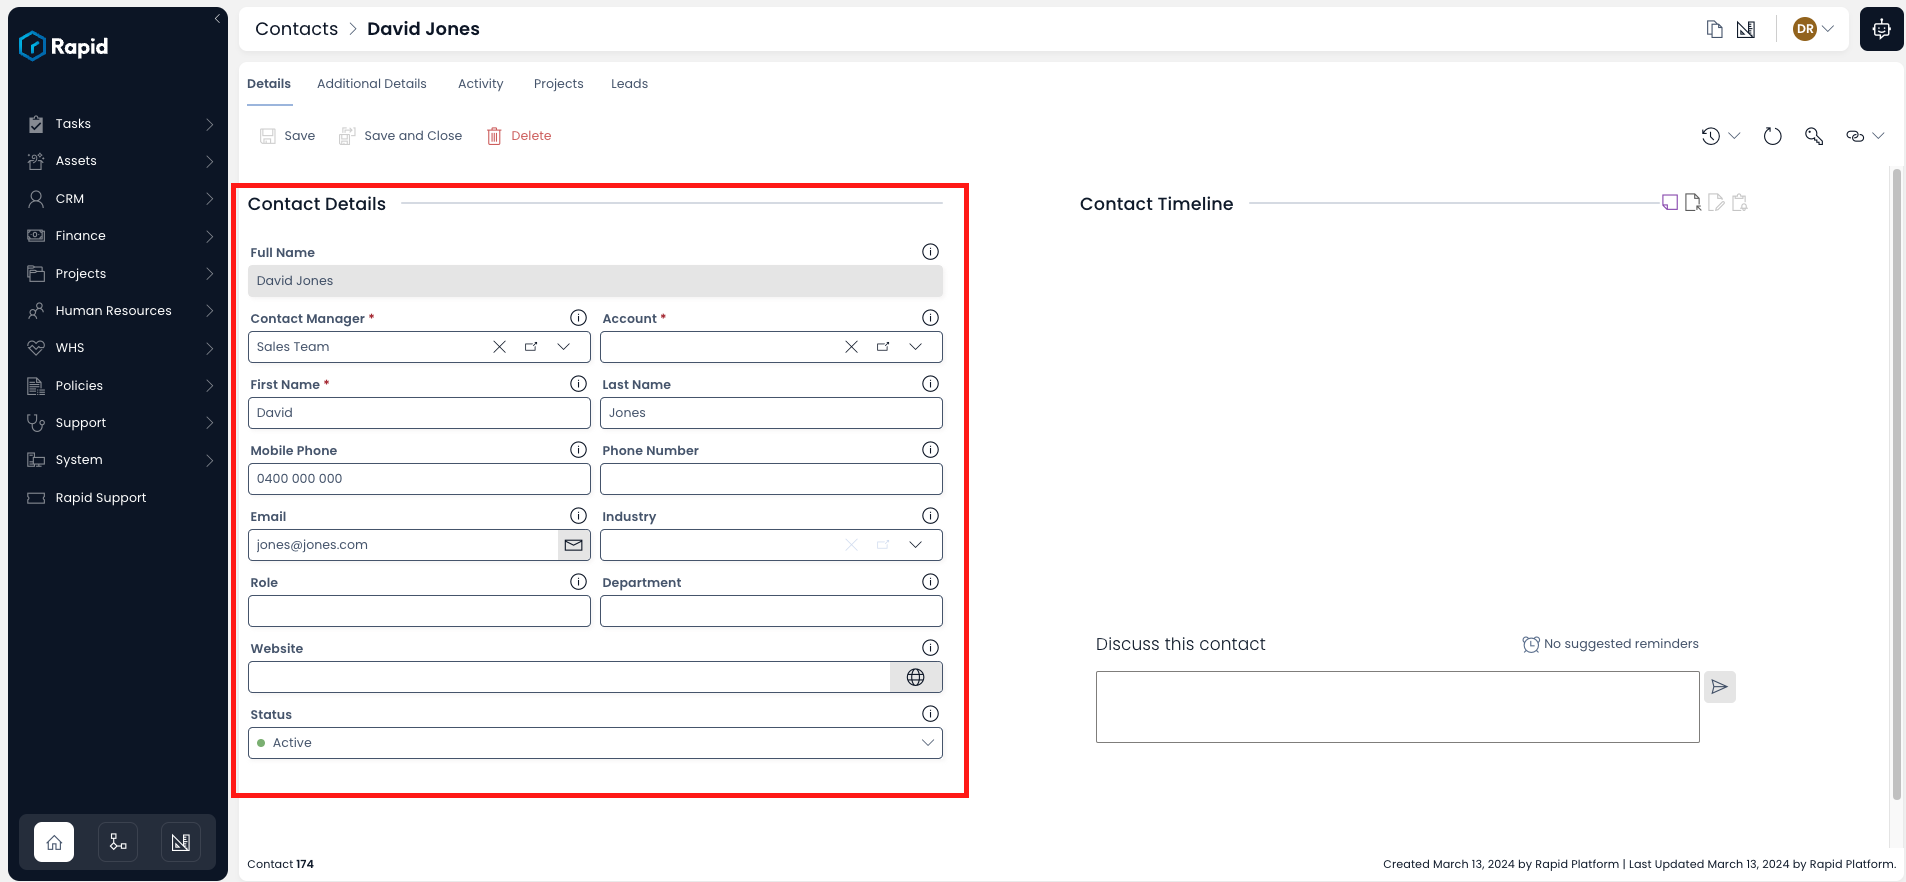 Rapid
Tasks
Assets
CRM
Finance
Projects
Human Resources
WHS
Policies
Support
System
Rapid Support
Contacts > David Jones
DR
Details Additional Details Activity Projects Leads
Save Save and Close Delete
Contact Details
Full Name
David Jones
Contact Manager * Account *
Sales Team
First Name * Last Name
David Jones
Mobile Phone Phone Number
0400 000 000
Email Industry
jones@jones.com
Role Department
Website
Status
Active
Contact Timeline
Discuss this contact No suggested reminders
Contact 174
Created March 13, 2024 by Rapid Platform | Last Updated March 13, 2024 by Rapid Platform.